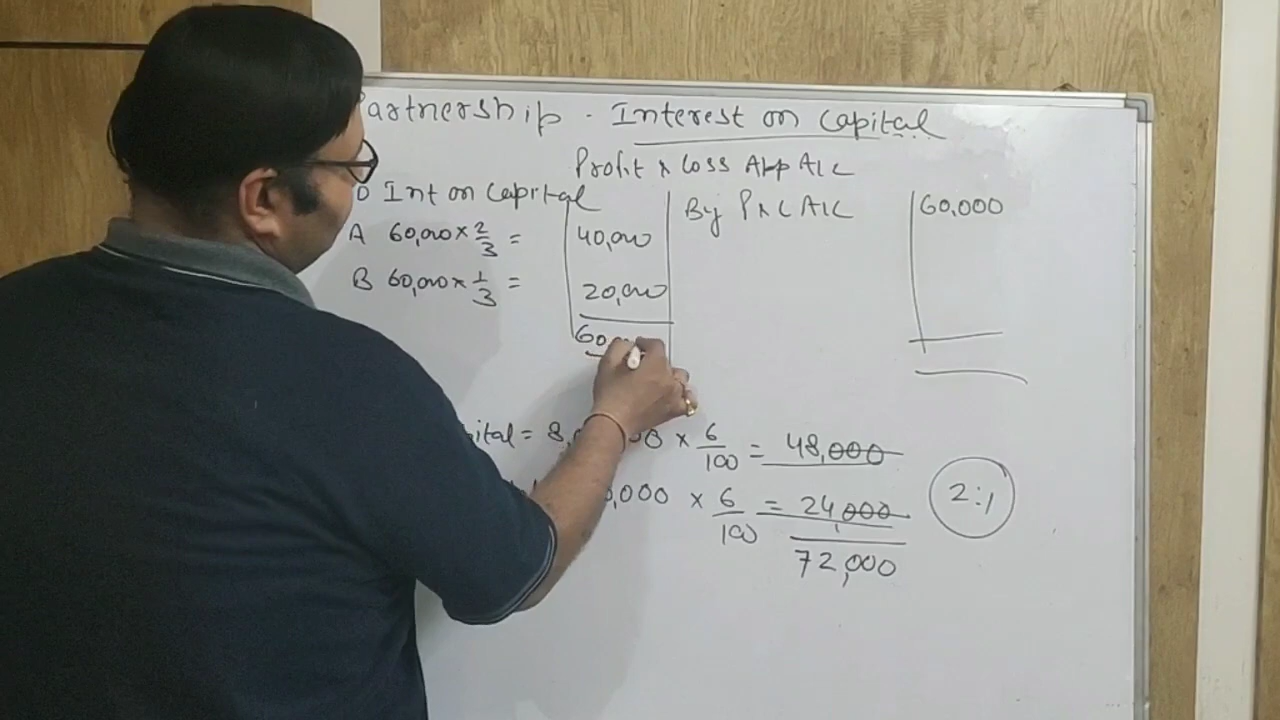 Partnership - Interest on Capital
Profit & Loss App A/c
Int on Capital
By P&L A/c 60,000
A 60,000 × 2/3 = 40,000
B 60,000 × 1/3 = 20,000
60,
× 6/100 = 48,000
,000 × 6/100 = 24,000
2:1
72,000